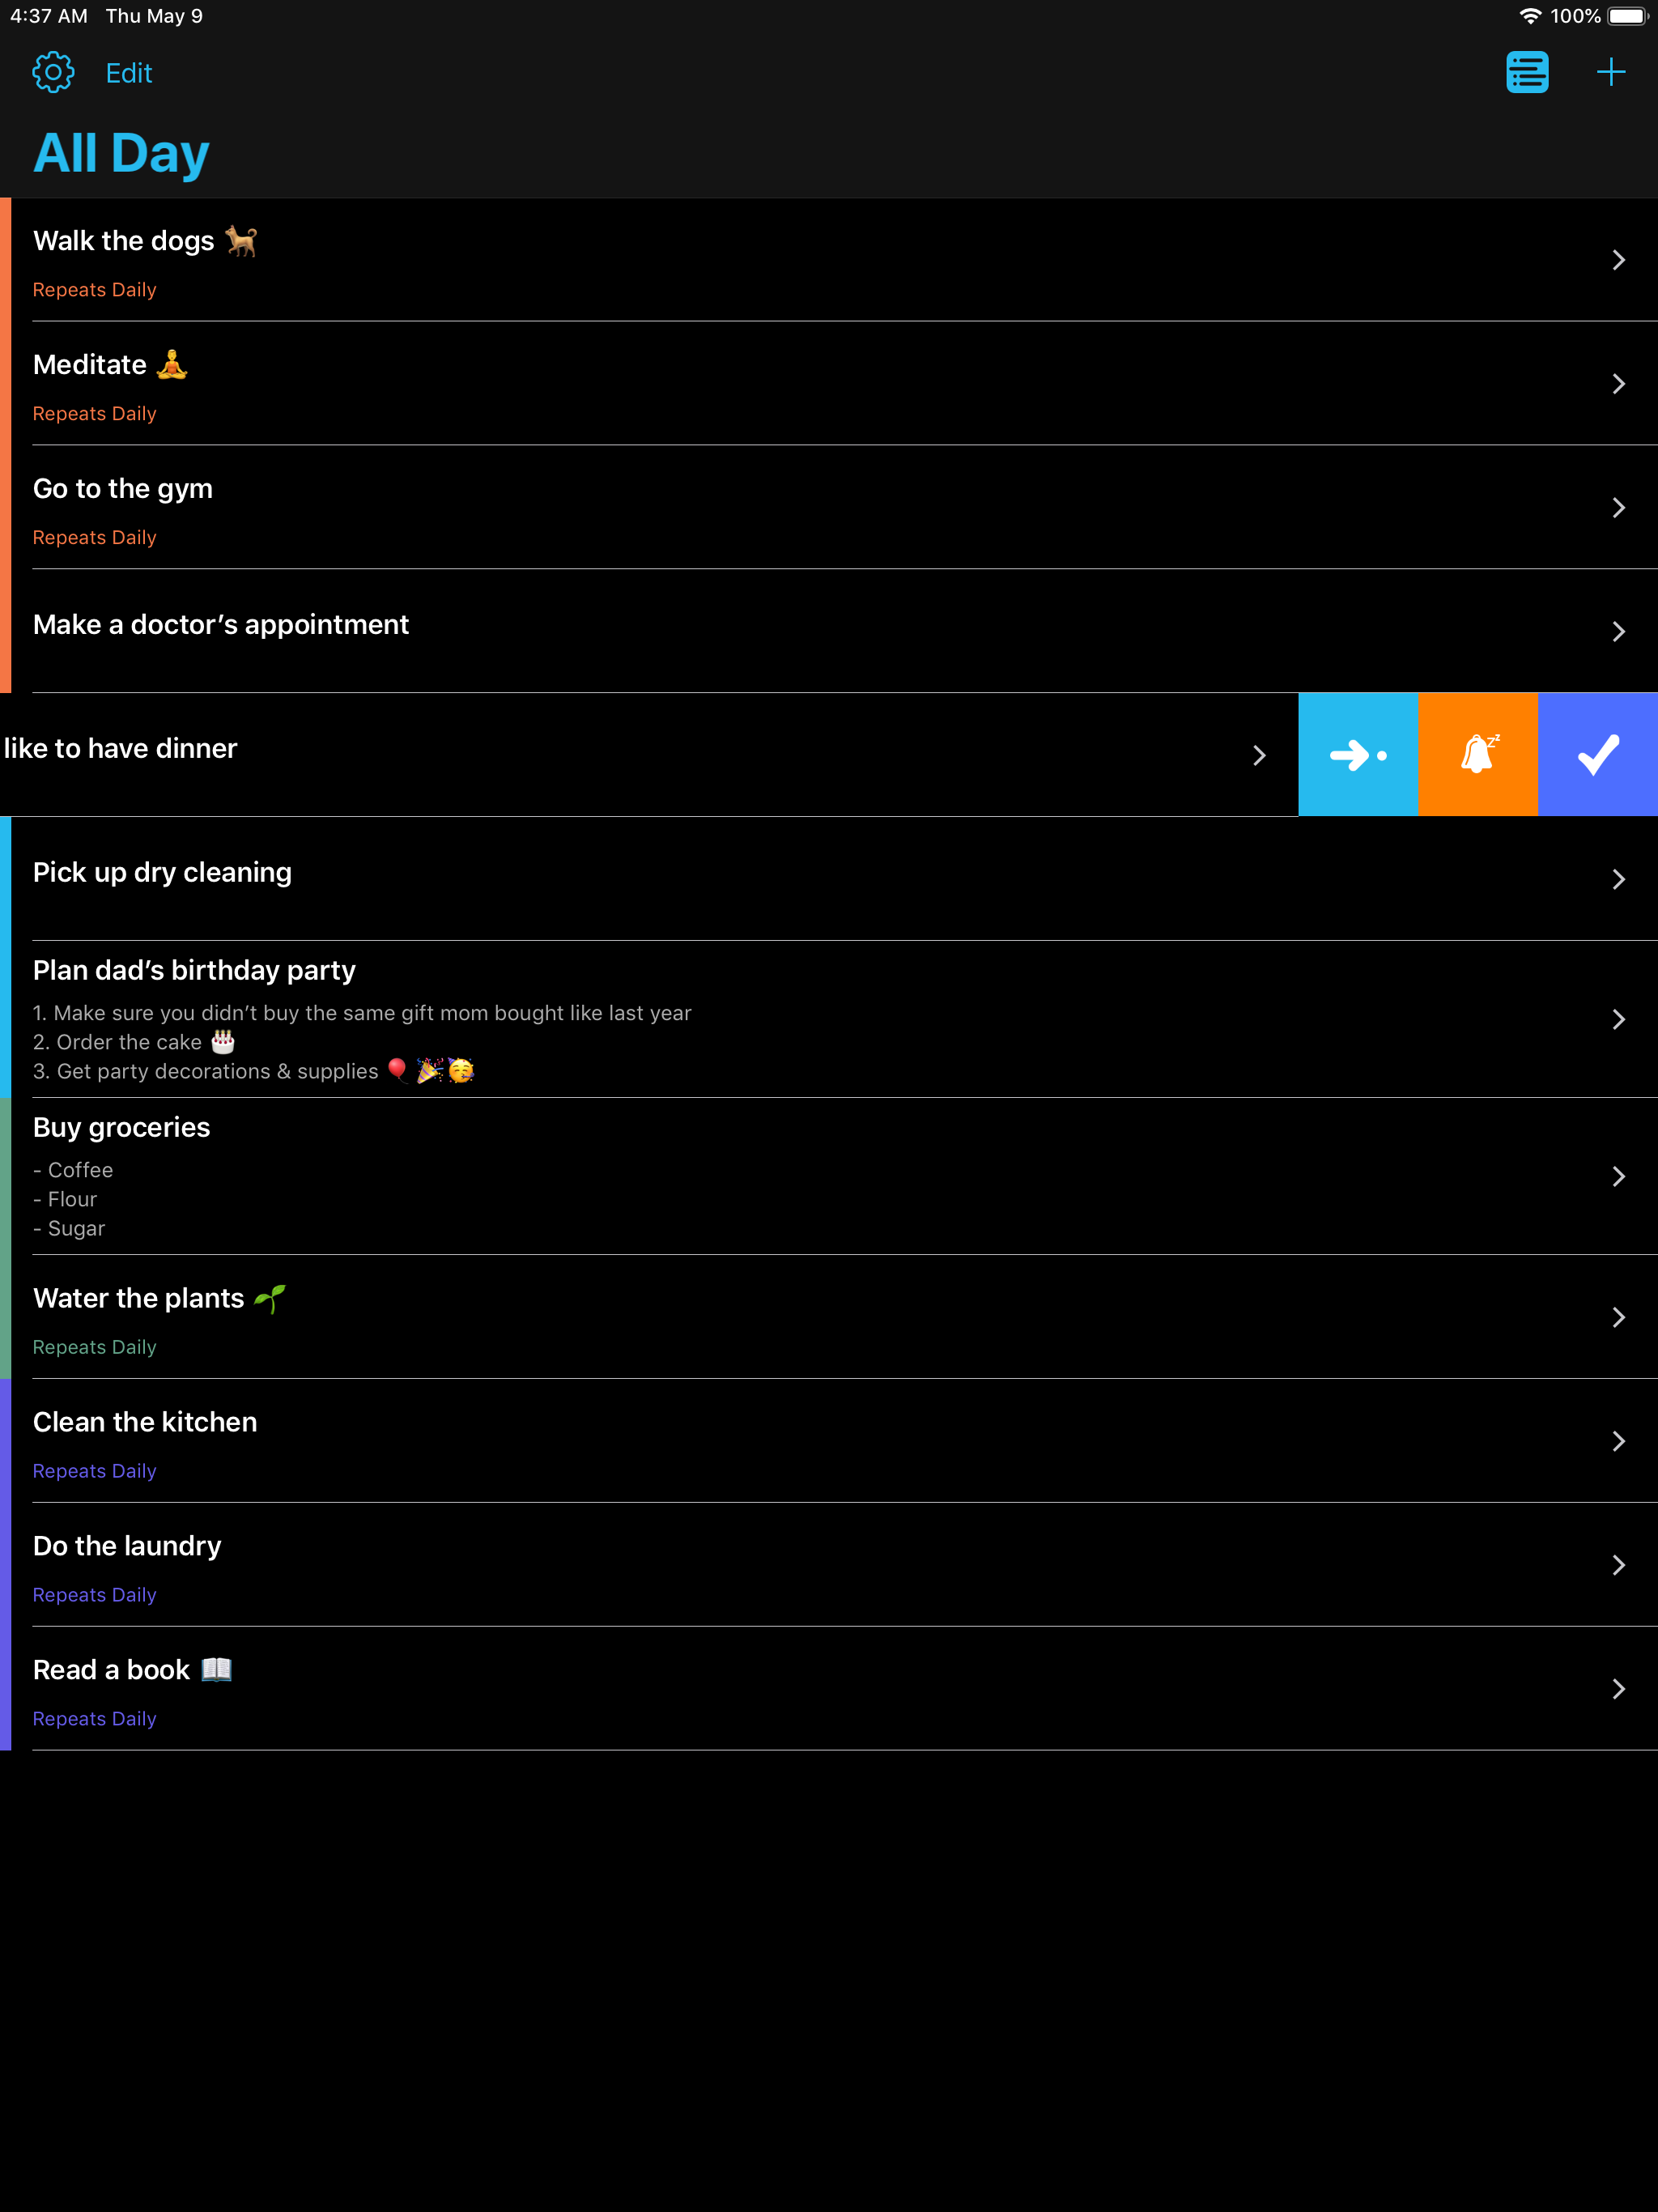 4:37 AM Thu May 9 100%
Edit
All Day
Walk the dogs 🐕
Repeats Daily
Meditate 🧘
Repeats Daily
Go to the gym
Repeats Daily
Make a doctor’s appointment
like to have dinner
Pick up dry cleaning
Plan dad’s birthday party
1. Make sure you didn’t buy the same gift mom bought like last year
2. Order the cake 🎂
3. Get party decorations & supplies 🎈🎉🥳
Buy groceries
- Coffee
- Flour
- Sugar
Water the plants 🌱
Repeats Daily
Clean the kitchen
Repeats Daily
Do the laundry
Repeats Daily
Read a book 📖
Repeats Daily